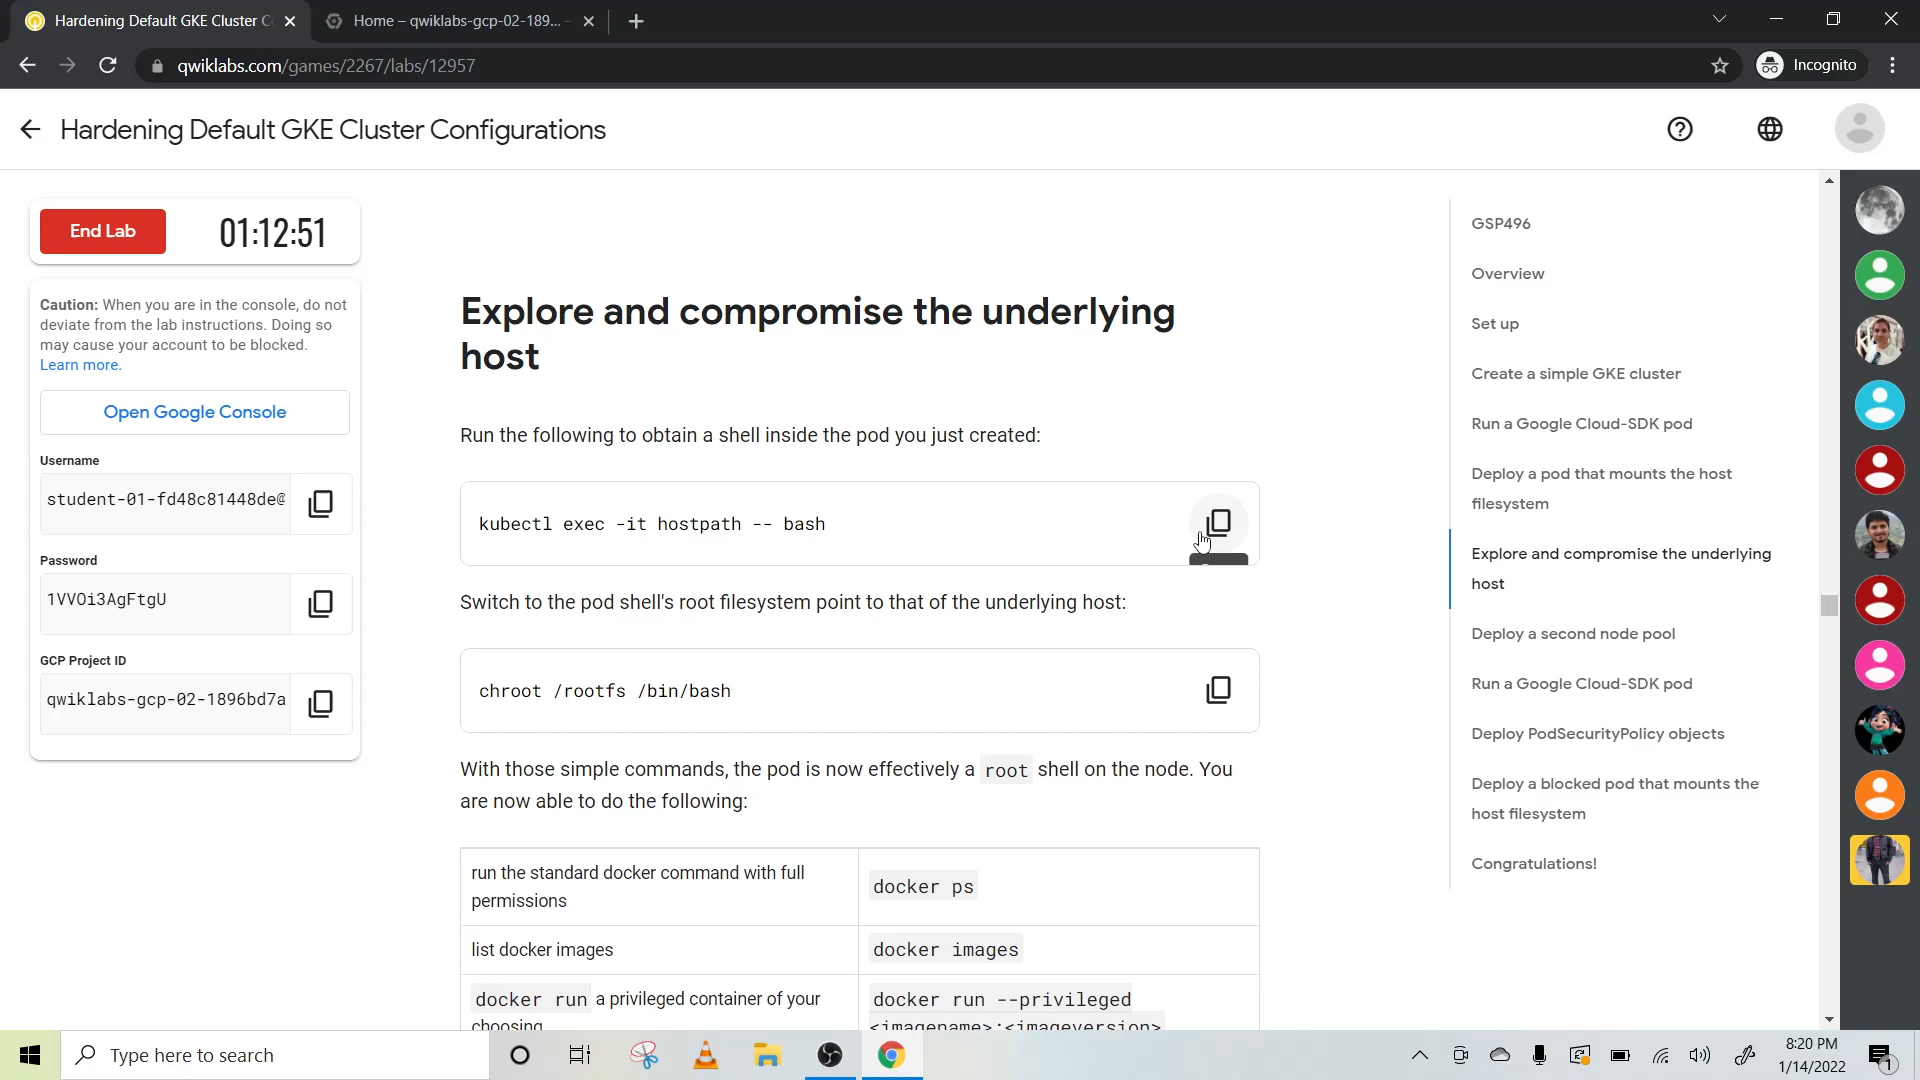 Hardening Default GKE Cluster C
Home – qwiklabs-gcp-02-189...
qwiklabs.com/games/2267/labs/12957
Incognito
Hardening Default GKE Cluster Configurations
End Lab
01:12:51
Caution: When you are in the console, do not
deviate from the lab instructions. Doing so
may cause your account to be blocked.
Learn more.
Open Google Console
Username
student-01-fd48c81448de@
Password
1VVOi3AgFtgU
GCP Project ID
qwiklabs-gcp-02-1896bd7a
Explore and compromise the underlying
host
Run the following to obtain a shell inside the pod you just created:
kubectl exec -it hostpath -- bash
Switch to the pod shell's root filesystem point to that of the underlying host:
chroot /rootfs /bin/bash
With those simple commands, the pod is now effectively a root shell on the node. You
are now able to do the following:
run the standard docker command with full
permissions
docker ps
list docker images
docker images
docker run a privileged container of your
choosing
docker run --privileged
<imagename>:<imageversion>
GSP496
Overview
Set up
Create a simple GKE cluster
Run a Google Cloud-SDK pod
Deploy a pod that mounts the host
filesystem
Explore and compromise the underlying
host
Deploy a second node pool
Run a Google Cloud-SDK pod
Deploy PodSecurityPolicy objects
Deploy a blocked pod that mounts the
host filesystem
Congratulations!
Type here to search
8:20 PM
1/14/2022
1